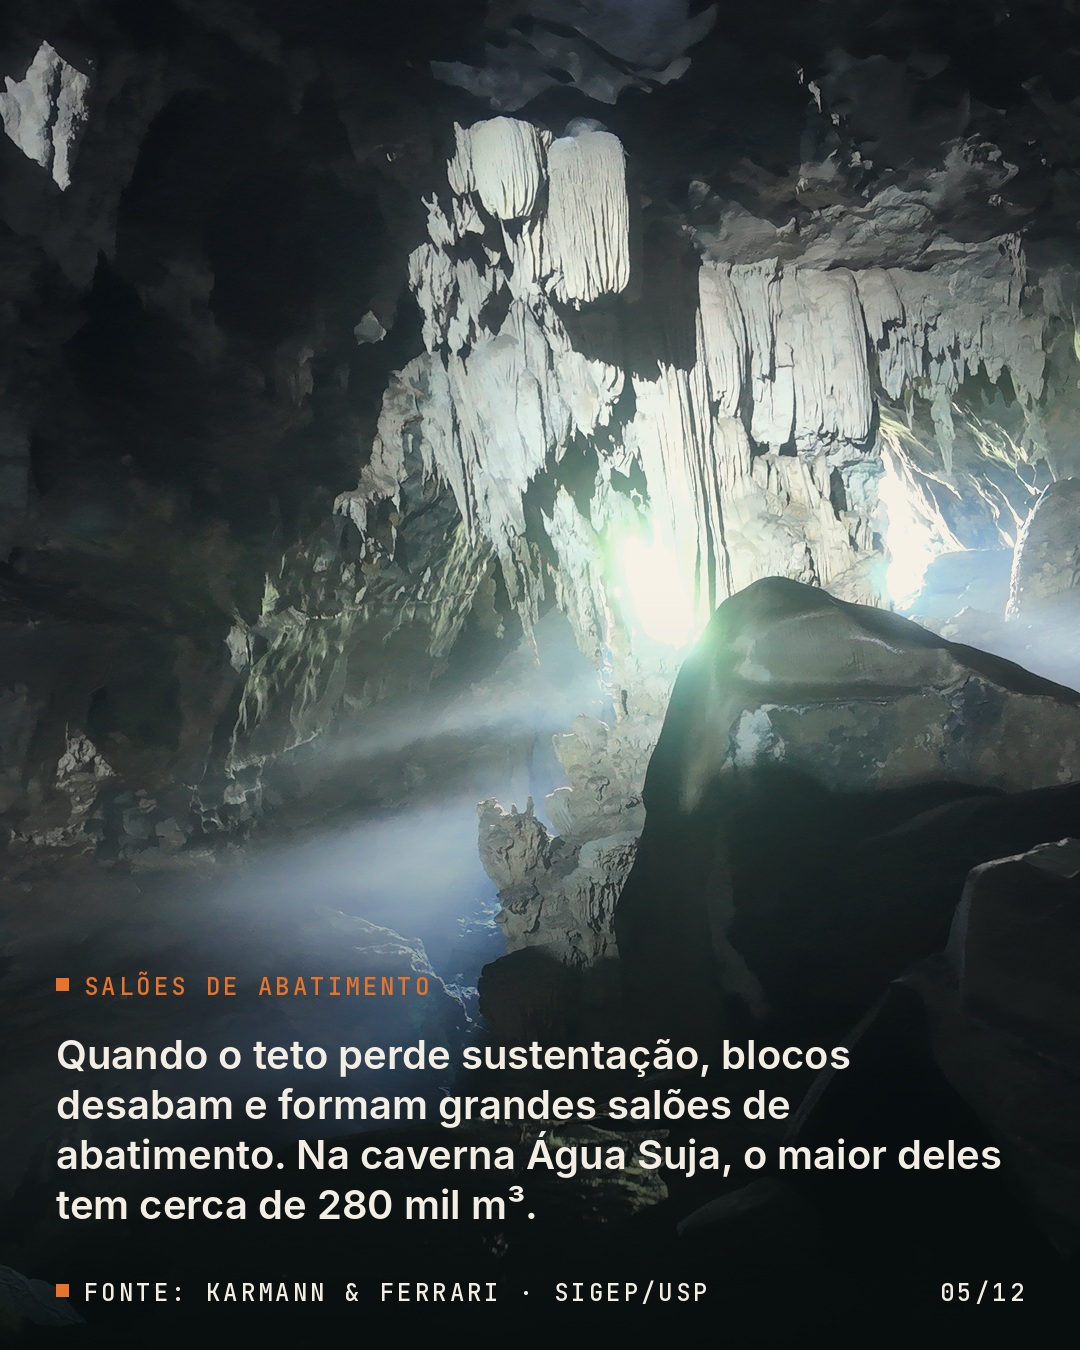 SALÕES DE ABATIMENTO
Quando o teto perde sustentação, blocos
desabam e formam grandes salões de
abatimento. Na caverna Água Suja, o maior deles
tem cerca de 280 mil m³.
FONTE: KARMANN & FERRARI · SIGEP/USP
05/12